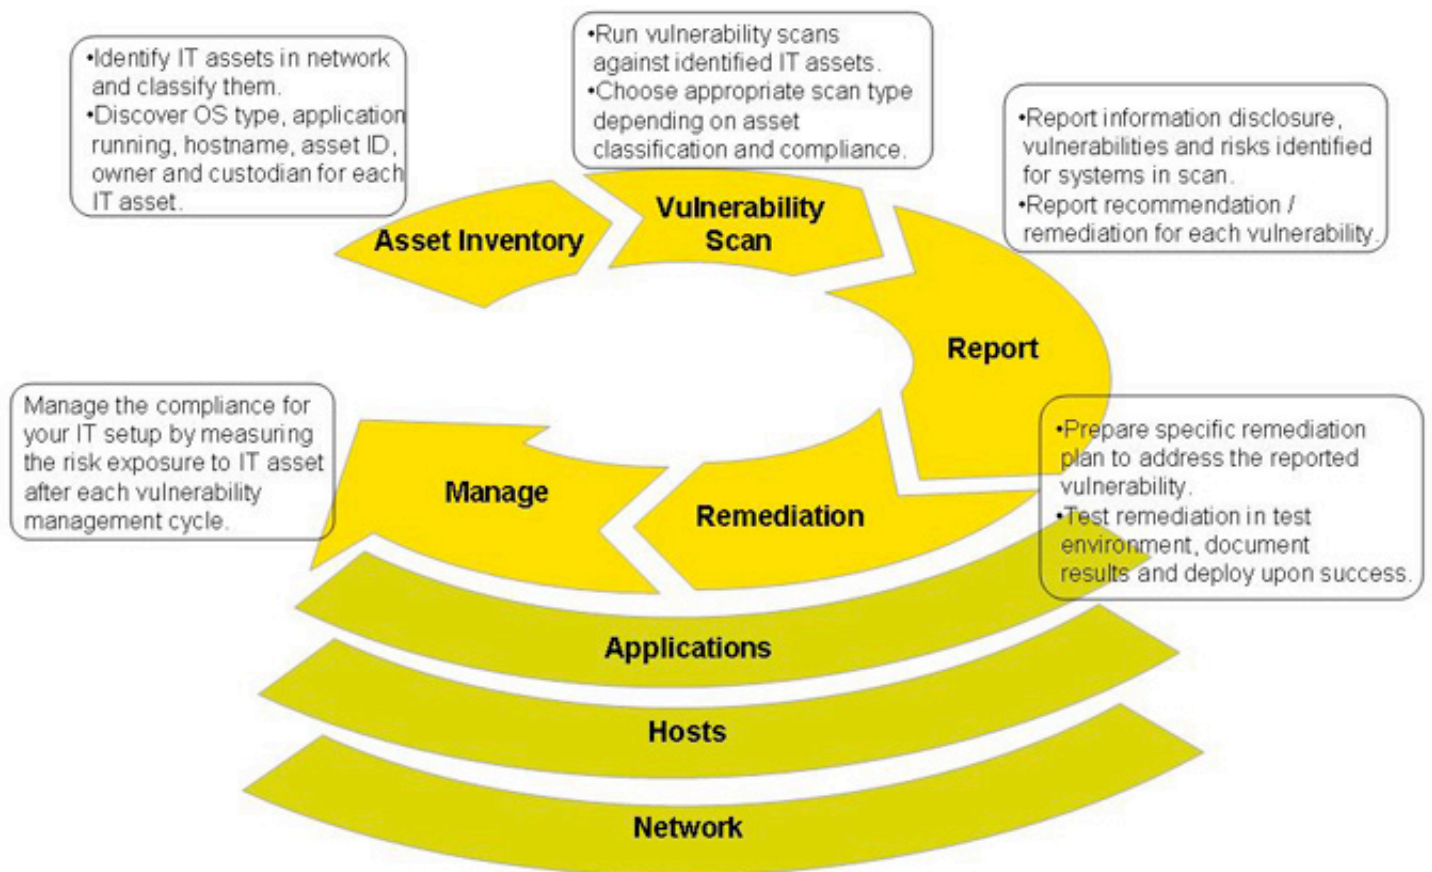 •Identify IT assets in network
and classify them.
•Discover OS type, application
running, hostname, asset ID,
owner and custodian for each
IT asset.
•Run vulnerability scans
against identified IT assets.
•Choose appropriate scan type
depending on asset
classification and compliance.
•Report information disclosure,
vulnerabilities and risks identified
for systems in scan.
•Report recommendation /
remediation for each vulnerability.
Asset Inventory
Vulnerability
Scan
Report
Manage the compliance for
your IT setup by measuring
the risk exposure to IT asset
after each vulnerability
management cycle.
Manage
Remediation
•Prepare specific remediation
plan to address the reported
vulnerability.
•Test remediation in test
environment, document
results and deploy upon success.
Applications
Hosts
Network